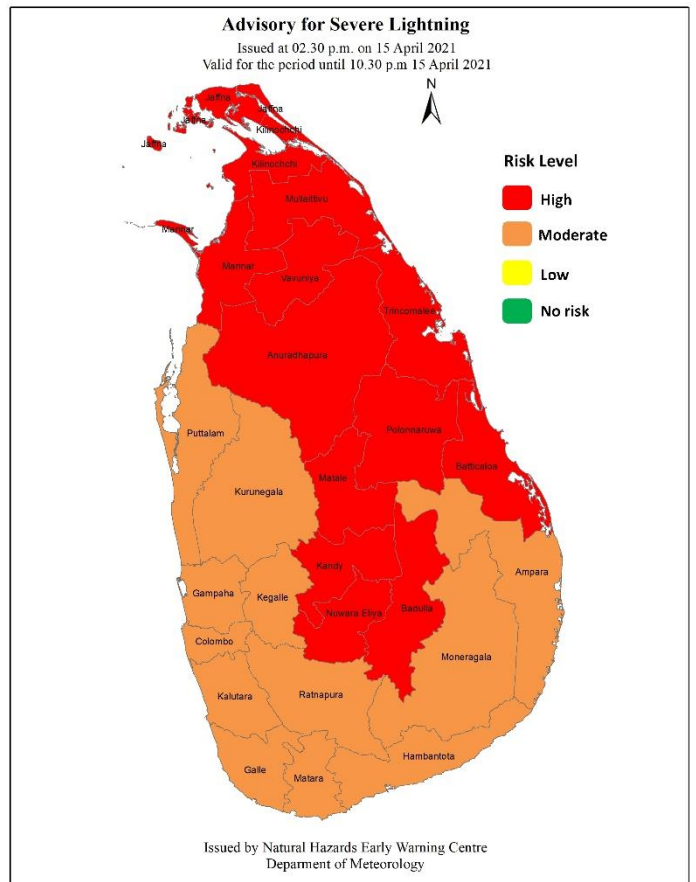 Advisory for Severe Lightning
Issued at 02.30 p.m. on 15 April 2021
Valid for the period until 10.30 p.m 15 April 2021
N
Jaffna
Jaffna
Jaffna
Kilinochchi
Jaffna
Kilinochchi
Risk Level
High
Moderate
Low
No risk
Mullaittivu
Mannar
Mannar
Vavuniya
Trincomalee
Anuradhapura
Puttalam
Polonnaruwa
Batticaloa
Matale
Kurunegala
Kandy
Ampara
Gampaha
Kegalle
Nuwara Eliya
Badulla
Colombo
Moneragala
Kalutara
Ratnapura
Hambantota
Galle
Matara
Issued by Natural Hazards Early Warning Centre
Deparment of Meteorology